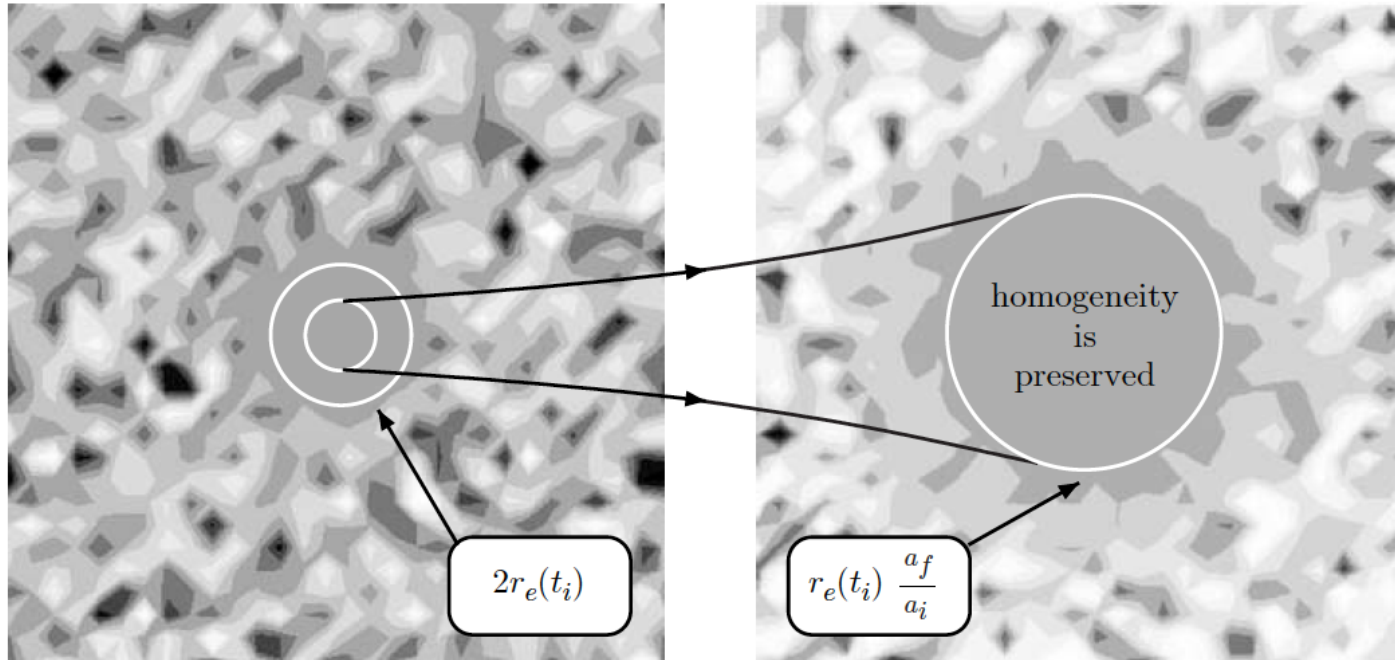 homogeneity
is
preserved
2r_e(t_i)
r_e(t_i) a_f/a_i